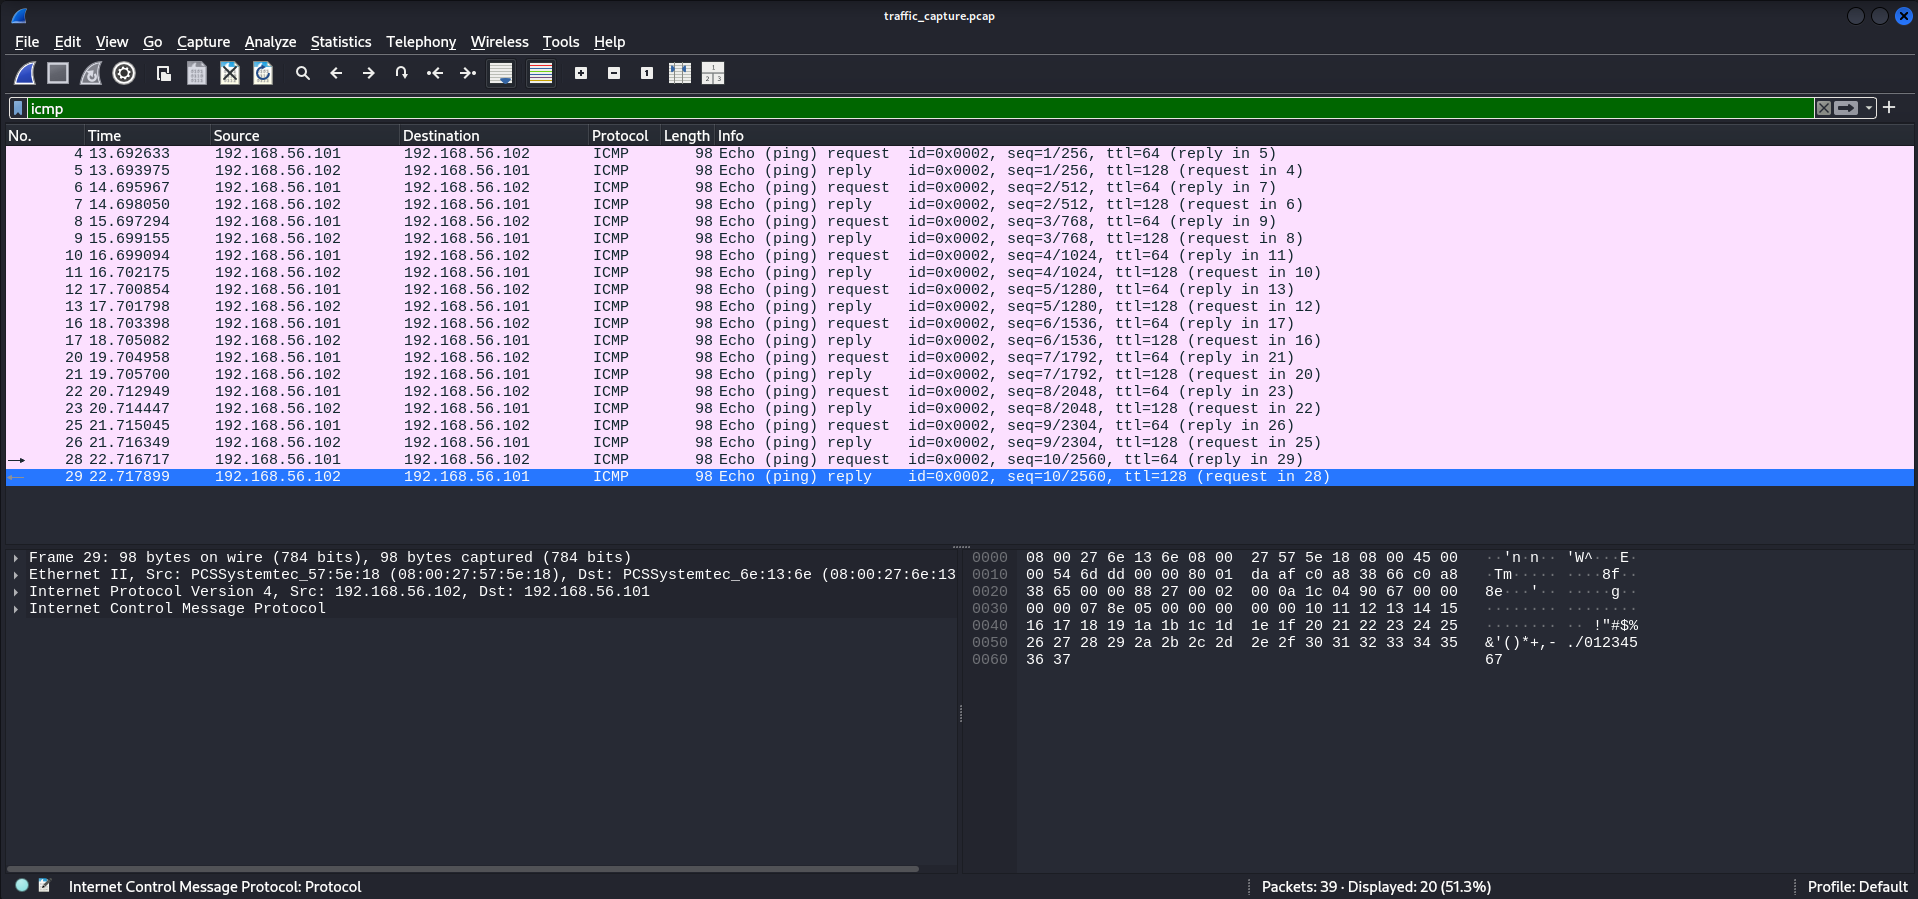 traffic_capture.pcap
File Edit View Go Capture Analyze Statistics Telephony Wireless Tools Help
icmp
No. Time Source Destination Protocol Length Info
4 13.692633 192.168.56.101 192.168.56.102 ICMP 98 Echo (ping) request id=0x0002, seq=1/256, ttl=64 (reply in 5)
5 13.693975 192.168.56.102 192.168.56.101 ICMP 98 Echo (ping) reply id=0x0002, seq=1/256, ttl=128 (request in 4)
6 14.695967 192.168.56.101 192.168.56.102 ICMP 98 Echo (ping) request id=0x0002, seq=2/512, ttl=64 (reply in 7)
7 14.698050 192.168.56.102 192.168.56.101 ICMP 98 Echo (ping) reply id=0x0002, seq=2/512, ttl=128 (request in 6)
8 15.697294 192.168.56.101 192.168.56.102 ICMP 98 Echo (ping) request id=0x0002, seq=3/768, ttl=64 (reply in 9)
9 15.699155 192.168.56.102 192.168.56.101 ICMP 98 Echo (ping) reply id=0x0002, seq=3/768, ttl=128 (request in 8)
10 16.699094 192.168.56.101 192.168.56.102 ICMP 98 Echo (ping) request id=0x0002, seq=4/1024, ttl=64 (reply in 11)
11 16.702175 192.168.56.102 192.168.56.101 ICMP 98 Echo (ping) reply id=0x0002, seq=4/1024, ttl=128 (request in 10)
12 17.700854 192.168.56.101 192.168.56.102 ICMP 98 Echo (ping) request id=0x0002, seq=5/1280, ttl=64 (reply in 13)
13 17.701798 192.168.56.102 192.168.56.101 ICMP 98 Echo (ping) reply id=0x0002, seq=5/1280, ttl=128 (request in 12)
16 18.703398 192.168.56.101 192.168.56.102 ICMP 98 Echo (ping) request id=0x0002, seq=6/1536, ttl=64 (reply in 17)
17 18.705082 192.168.56.102 192.168.56.101 ICMP 98 Echo (ping) reply id=0x0002, seq=6/1536, ttl=128 (request in 16)
20 19.704958 192.168.56.101 192.168.56.102 ICMP 98 Echo (ping) request id=0x0002, seq=7/1792, ttl=64 (reply in 21)
21 19.705700 192.168.56.102 192.168.56.101 ICMP 98 Echo (ping) reply id=0x0002, seq=7/1792, ttl=128 (request in 20)
22 20.712949 192.168.56.101 192.168.56.102 ICMP 98 Echo (ping) request id=0x0002, seq=8/2048, ttl=64 (reply in 23)
23 20.714447 192.168.56.102 192.168.56.101 ICMP 98 Echo (ping) reply id=0x0002, seq=8/2048, ttl=128 (request in 22)
25 21.715045 192.168.56.101 192.168.56.102 ICMP 98 Echo (ping) request id=0x0002, seq=9/2304, ttl=64 (reply in 26)
26 21.716349 192.168.56.102 192.168.56.101 ICMP 98 Echo (ping) reply id=0x0002, seq=9/2304, ttl=128 (request in 25)
28 22.716717 192.168.56.101 192.168.56.102 ICMP 98 Echo (ping) request id=0x0002, seq=10/2560, ttl=64 (reply in 29)
29 22.717899 192.168.56.102 192.168.56.101 ICMP 98 Echo (ping) reply id=0x0002, seq=10/2560, ttl=128 (request in 28)
Frame 29: 98 bytes on wire (784 bits), 98 bytes captured (784 bits)
Ethernet II, Src: PCSSystemtec_57:5e:18 (08:00:27:57:5e:18), Dst: PCSSystemtec_6e:13:6e (08:00:27:6e:13
Internet Protocol Version 4, Src: 192.168.56.102, Dst: 192.168.56.101
Internet Control Message Protocol
0000 08 00 27 6e 13 6e 08 00 27 57 5e 18 08 00 45 00 ··'n·n·· 'W^···E·
0010 00 54 6d dd 00 00 80 01 da af c0 a8 38 66 c0 a8 ·Tm····· ····8f··
0020 38 65 00 00 88 27 00 02 00 0a 1c 04 90 67 00 00 8e···'·· ·····g··
0030 00 00 07 8e 05 00 00 00 00 00 10 11 12 13 14 15 ········ ········
0040 16 17 18 19 1a 1b 1c 1d 1e 1f 20 21 22 23 24 25 ········ ·· !"#$%
0050 26 27 28 29 2a 2b 2c 2d 2e 2f 30 31 32 33 34 35 &'()*+,- ./012345
0060 36 37 67
Internet Control Message Protocol: Protocol
Packets: 39 · Displayed: 20 (51.3%)
Profile: Default